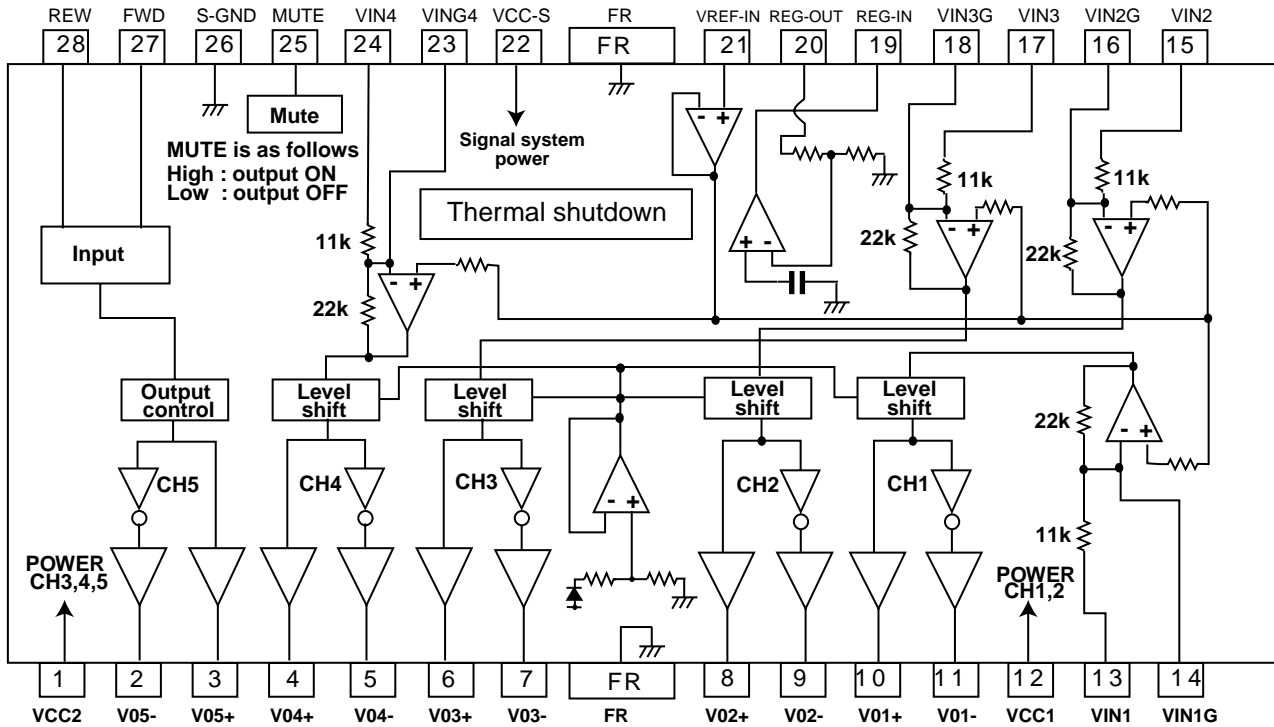 REW FWD S-GND MUTE VIN4 VING4 VCC-S FR VREF-IN REG-OUT REG-IN VIN3G VIN3 VIN2G VIN2
28 27 26 25 24 23 22 FR 21 20 19 18 17 16 15
Mute
MUTE is as follows
High : output ON
Low : output OFF
Signal system
power
Thermal shutdown
- +
11k
11k
Input
11k
22k
- +
22k
- +
22k
- +
+ -
22k
- +
Output
control
Level
shift
Level
shift
Level
shift
Level
shift
22k
- +
CH5
CH4
CH3
- +
CH2
CH1
11k
POWER
CH3,4,5
POWER
CH1,2
1 2 3 4 5 6 7 FR 8 9 10 11 12 13 14
VCC2 V05- V05+ V04+ V04- V03+ V03- FR V02+ V02- V01+ V01- VCC1 VIN1 VIN1G